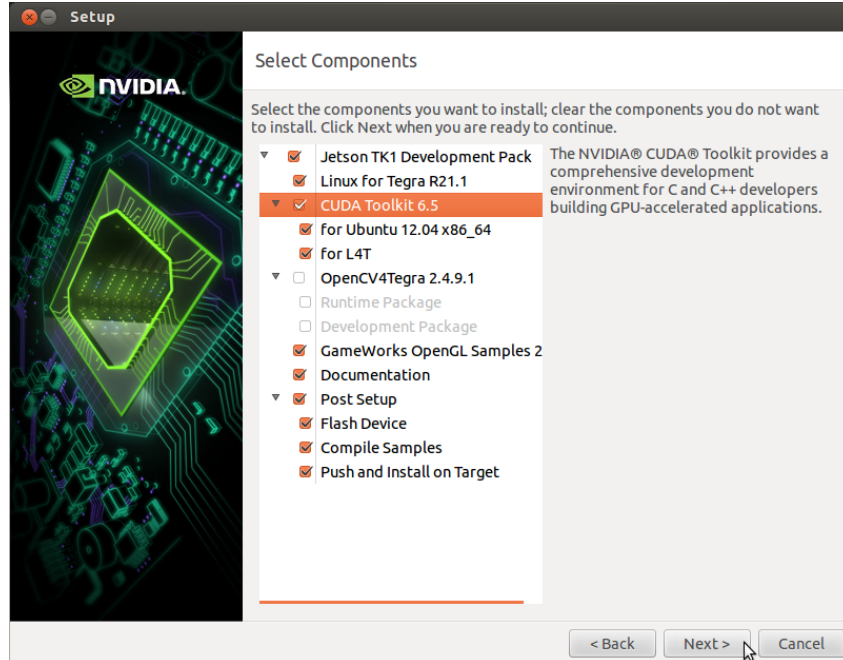 Setup
NVIDIA.
Select Components
Select the components you want to install; clear the components you do not want
to install. Click Next when you are ready to continue.
Jetson TK1 Development Pack
Linux for Tegra R21.1
CUDA Toolkit 6.5
for Ubuntu 12.04 x86_64
for L4T
OpenCV4Tegra 2.4.9.1
Runtime Package
Development Package
GameWorks OpenGL Samples 2
Documentation
Post Setup
Flash Device
Compile Samples
Push and Install on Target
The NVIDIA® CUDA® Toolkit provides a
comprehensive development
environment for C and C++ developers
building GPU-accelerated applications.
< Back
Next >
Cancel